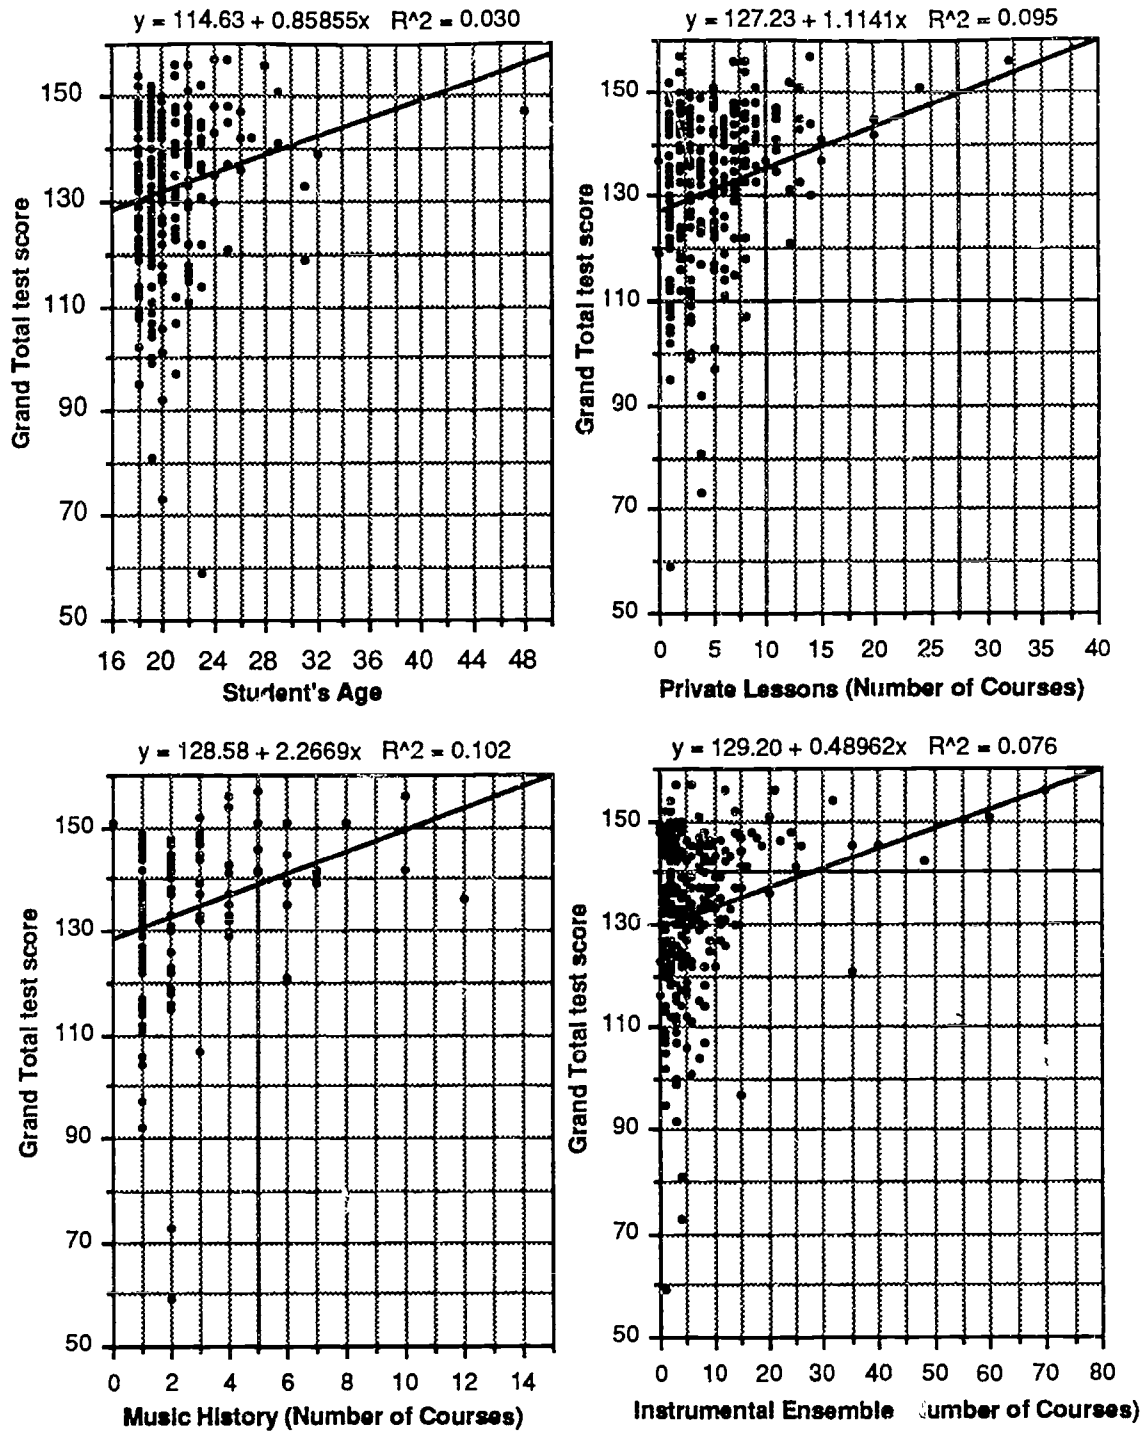 y = 114.63 + 0.85855x R^2 = 0.030
150
130
110
90
70
50
Grand Total test score
16 20 24 28 32 36 40 44 48
Student's Age
y = 127.23 + 1.1141x R^2 = 0.095
150
130
110
90
70
50
Grand Total test score
0 5 10 15 20 25 30 35 40
Private Lessons (Number of Courses)
y = 128.58 + 2.2669x R^2 = 0.102
150
130
110
90
70
50
Grand Total test score
0 2 4 6 8 10 12 14
Music History (Number of Courses)
y = 129.20 + 0.48962x R^2 = 0.076
150
130
110
90
70
50
Grand Total test score
0 10 20 30 40 50 60 70 80
Instrumental Ensemble umber of Courses)